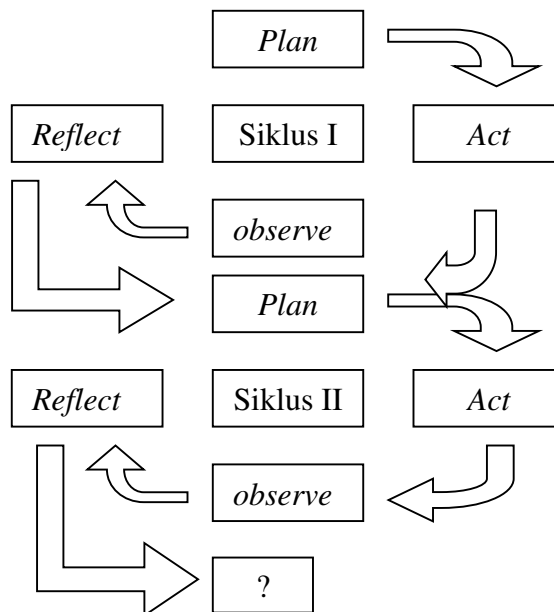 Plan
Reflect
Siklus I
Act
observe
Plan
Reflect
Siklus II
Act
observe
?